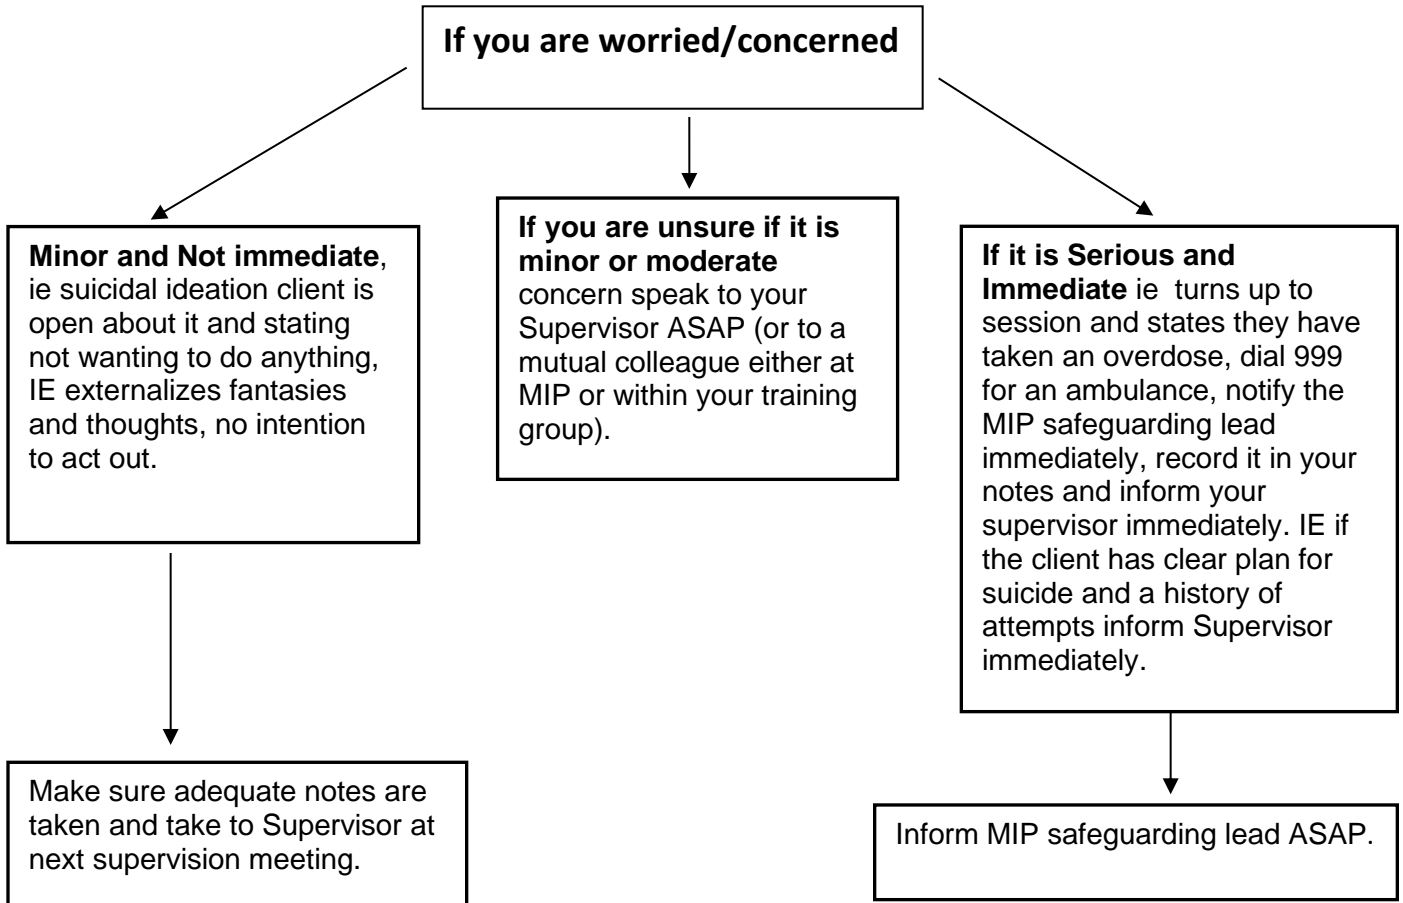 If you are worried/concerned
Minor and Not immediate,
ie suicidal ideation client is
open about it and stating
not wanting to do anything,
IE externalizes fantasies
and thoughts, no intention
to act out.
If you are unsure if it is
minor or moderate
concern speak to your
Supervisor ASAP (or to a
mutual colleague either at
MIP or within your training
group).
If it is Serious and
Immediate ie  turns up to
session and states they have
taken an overdose, dial 999
for an ambulance, notify the
MIP safeguarding lead
immediately, record it in your
notes and inform your
supervisor immediately. IE if
the client has clear plan for
suicide and a history of
attempts inform Supervisor
immediately.
Make sure adequate notes are
taken and take to Supervisor at
next supervision meeting.
Inform MIP safeguarding lead ASAP.